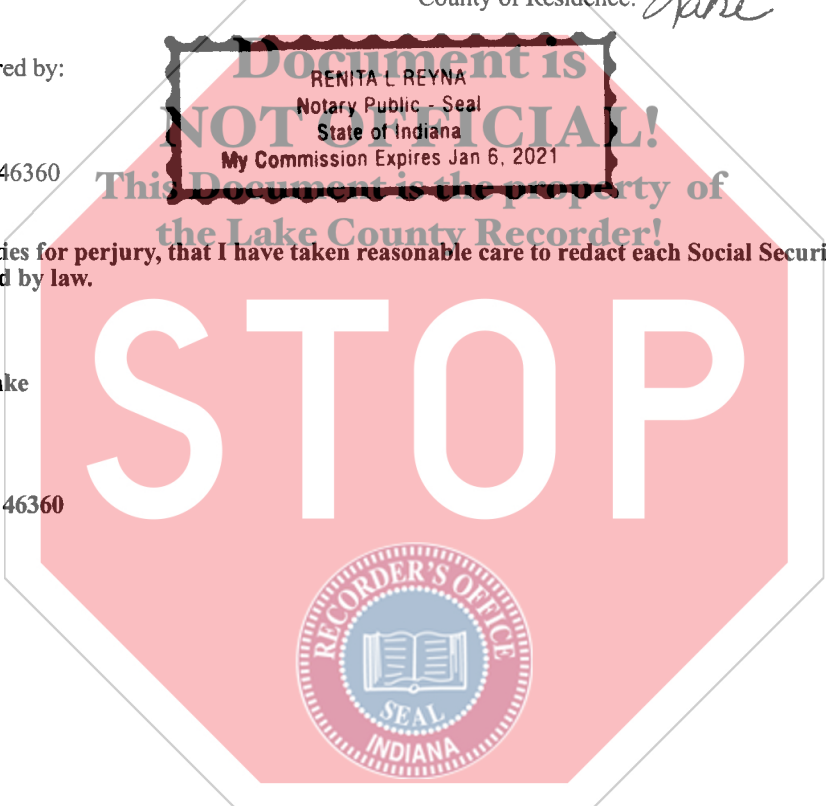 County of Residence: Lake
red by:
Document is
RENITA L REYNA
Notary Public - Seal
NOT OFFICIAL!
State of Indiana
My Commission Expires Jan 6, 2021
46360
This Document is the property of
the Lake County Recorder!
ties for perjury, that I have taken reasonable care to redact each Social Securi
d by law.
ake
STOP
46360
RECORDER'S OFFICE
SEAL
INDIANA